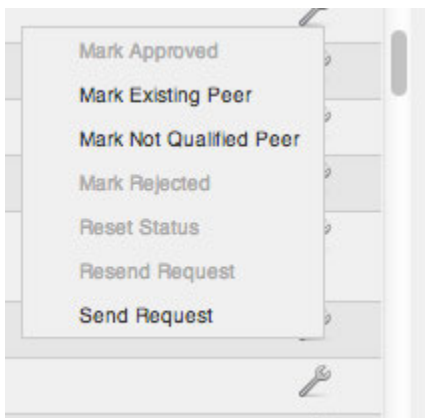 Mark Approved
Mark Existing Peer
Mark Not Qualified Peer
Mark Rejected
Reset Status
Resend Request
Send Request